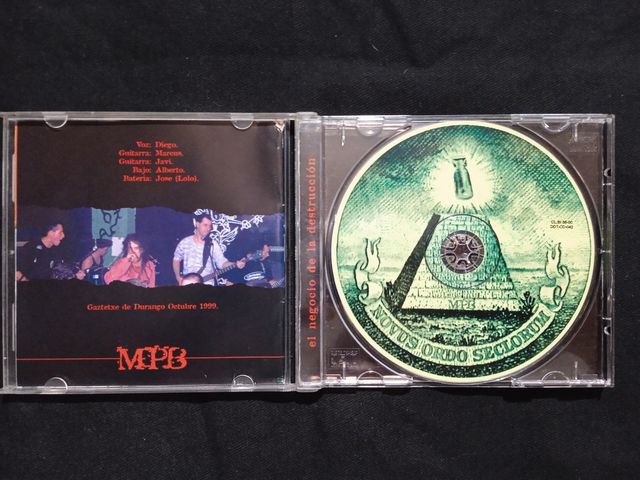 Voz: Diego.
Guitarra: Marcus.
Guitarra: Javi.
Bajo: Alberto.
Batería: Jose (Lolo).
Gaztetxe de Durango Octubre 1999.
MPB
el negocio de la destrucción
NOVUS ORDO SECLORUM